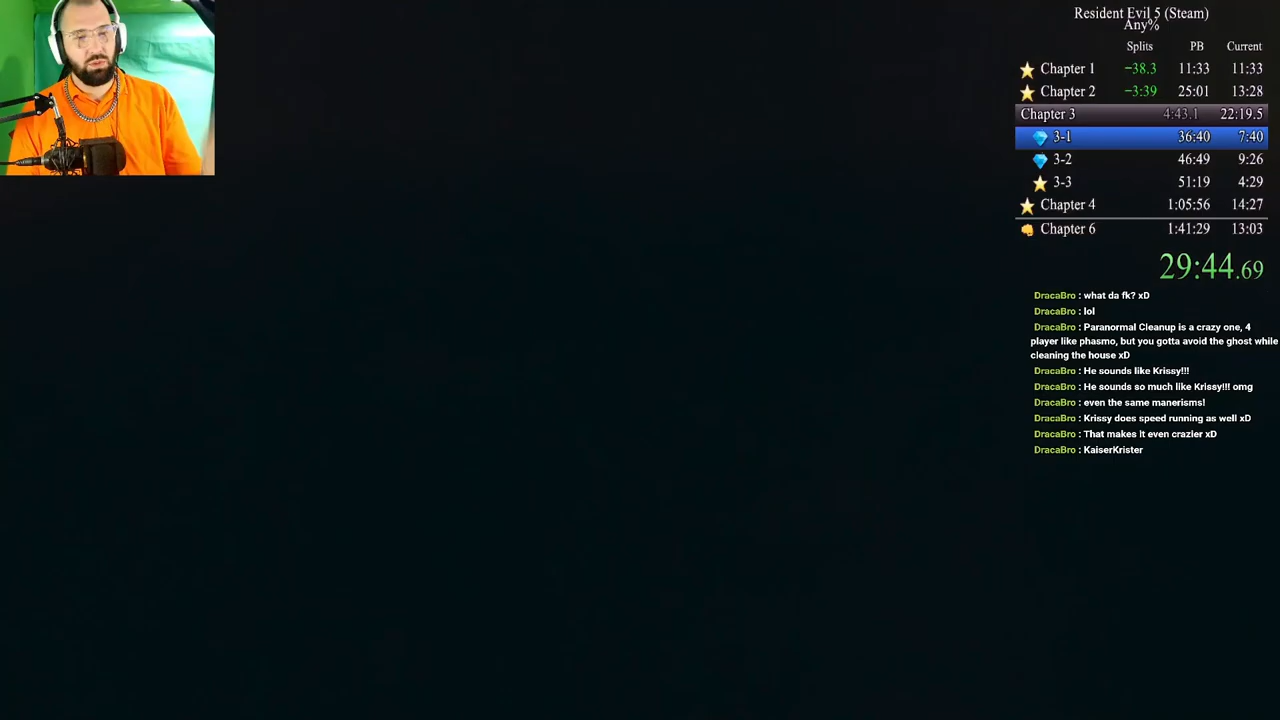 Resident Evil 5 (Steam)
Any%
Splits PB Current
Chapter 1 −38.3 11:33 11:33
Chapter 2 −3:39 25:01 13:28
Chapter 3 4:43.1 22:19.5
3-1 36:40 7:40
3-2 46:49 9:26
3-3 51:19 4:29
Chapter 4 1:05:56 14:27
Chapter 6 1:41:29 13:03
29:44.69
DracaBro : what da fk? xD
DracaBro : lol
DracaBro : Paranormal Cleanup is a crazy one, 4
player like phasmo, but you gotta avoid the ghost while
cleaning the house xD
DracaBro : He sounds like Krissy!!!
DracaBro : He sounds so much like Krissy!!! omg
DracaBro : even the same manerisms!
DracaBro : Krissy does speed running as well xD
DracaBro : That makes it even crazier xD
DracaBro : KaiserKrister